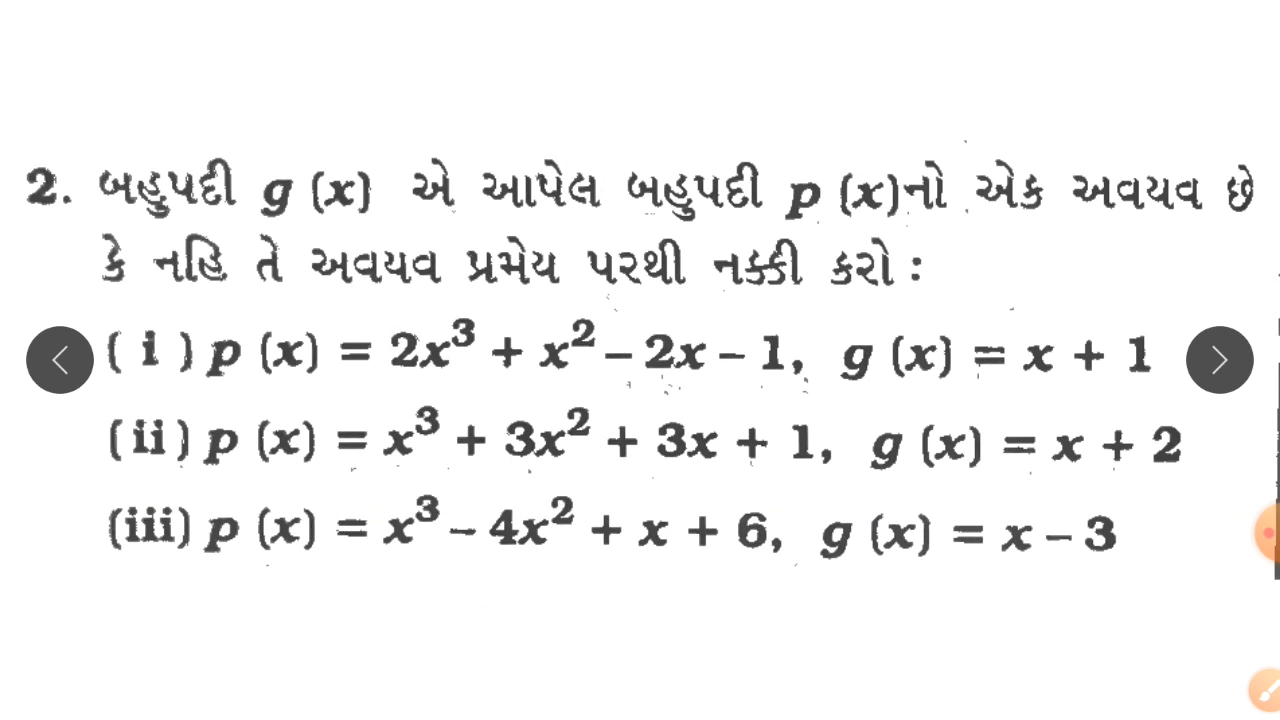 2. બહુપદી g (x) એ આપેલ બહુપદી p (x)નો એક અવયવ છે
કે નહિ તે અવયવ પ્રમેય પરથી નક્કી કરો :
( i ) p (x) = 2x³ + x² – 2x – 1, g (x) = x + 1
( ii ) p (x) = x³ + 3x² + 3x + 1, g (x) = x + 2
(iii) p (x) = x³ – 4x² + x + 6, g (x) = x – 3